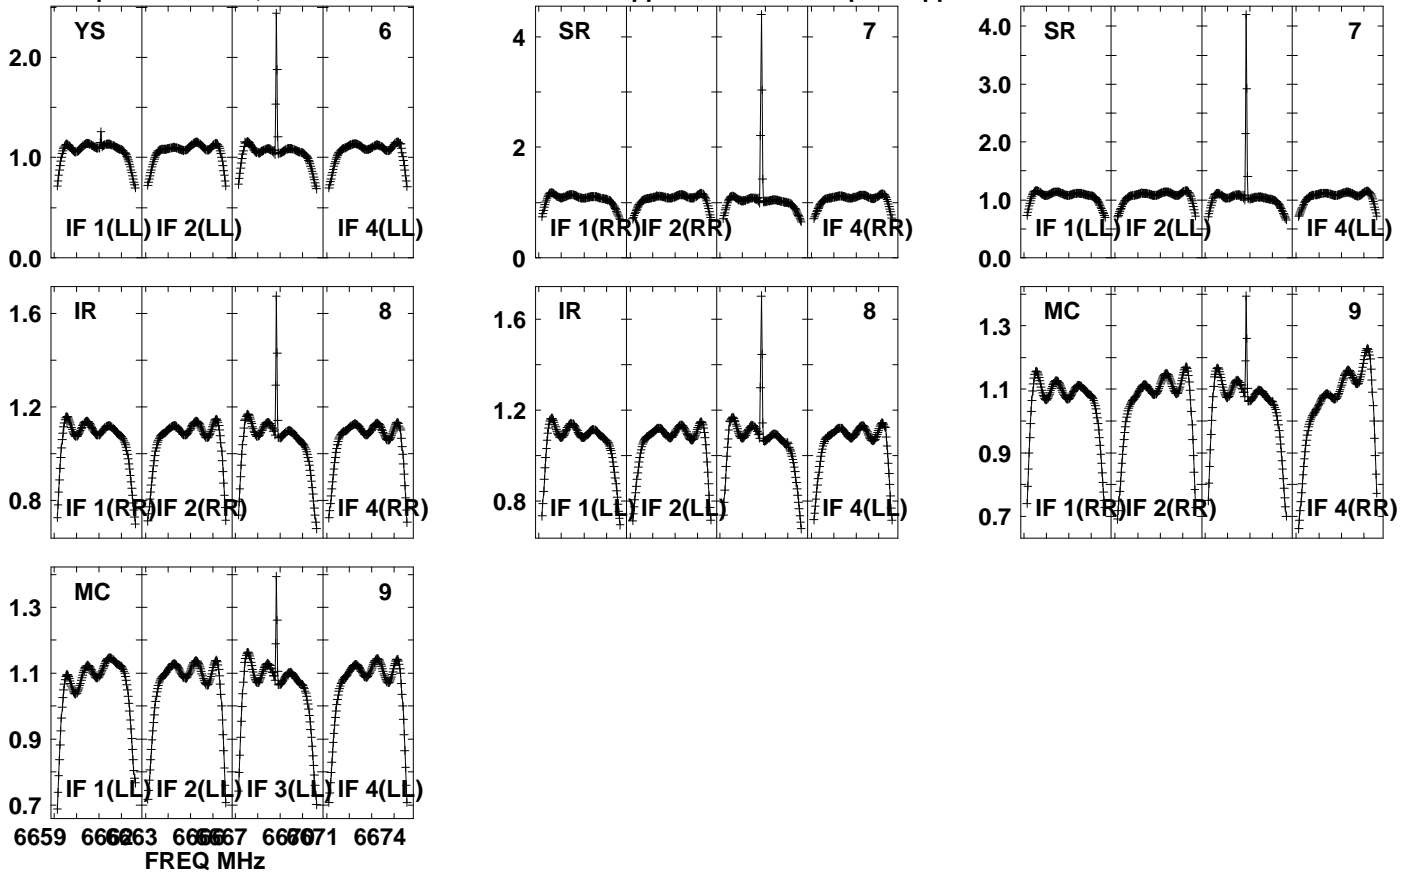 YS 6 SR 7 SR 7
2.0 4 4.0
3.0
1.0 2 2.0
1.0
IF 1(LL) IF 2(LL) IF 4(LL) IF 1(RR) IF 2(RR) IF 4(RR) IF 1(LL) IF 2(LL) IF 4(LL)
0.0 0 0.0
IR 8 IR 8 MC 9
1.6 1.6 1.3
1.2 1.2 1.1
0.9
0.8 0.8 0.7
IF 1(RR) IF 2(RR) IF 4(RR) IF 1(LL) IF 2(LL) IF 4(LL) IF 1(RR) IF 2(RR) IF 4(RR)
MC 9
1.3
1.1
0.9
IF 1(LL) IF 2(LL) IF 3(LL) IF 4(LL)
0.7
6659 6662 6663 6666 6667 6670 6671 6674
FREQ MHz